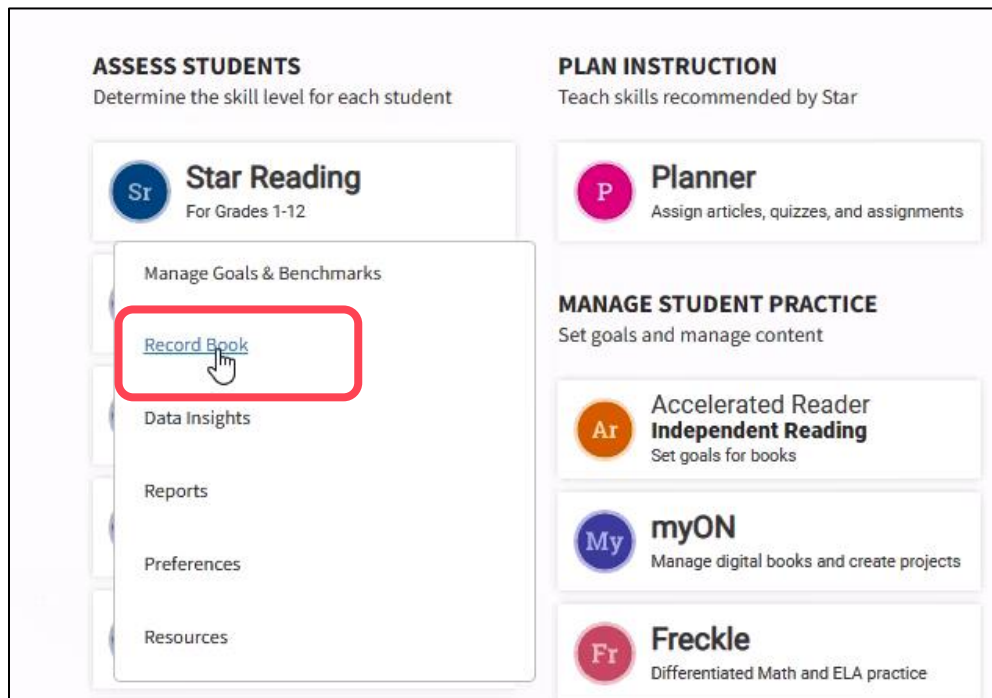 ASSESS STUDENTS
Determine the skill level for each student
Sr
Star Reading
For Grades 1-12
Manage Goals & Benchmarks
Record Book
Data Insights
Reports
Preferences
Resources
PLAN INSTRUCTION
Teach skills recommended by Star
P
Planner
Assign articles, quizzes, and assignments
MANAGE STUDENT PRACTICE
Set goals and manage content
Ar
Accelerated Reader
Independent Reading
Set goals for books
My
myON
Manage digital books and create projects
Fr
Freckle
Differentiated Math and ELA practice